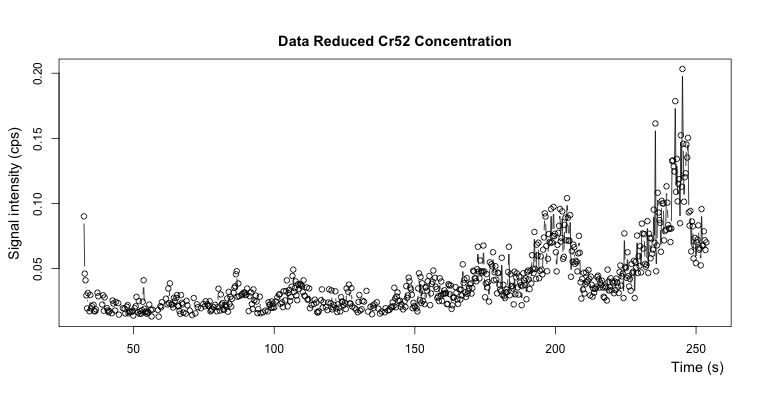 Data Reduced Cr52 Concentration
Signal intensity (cps)
0.20
0.15
0.10
0.05
50 100 150 200 250
Time (s)